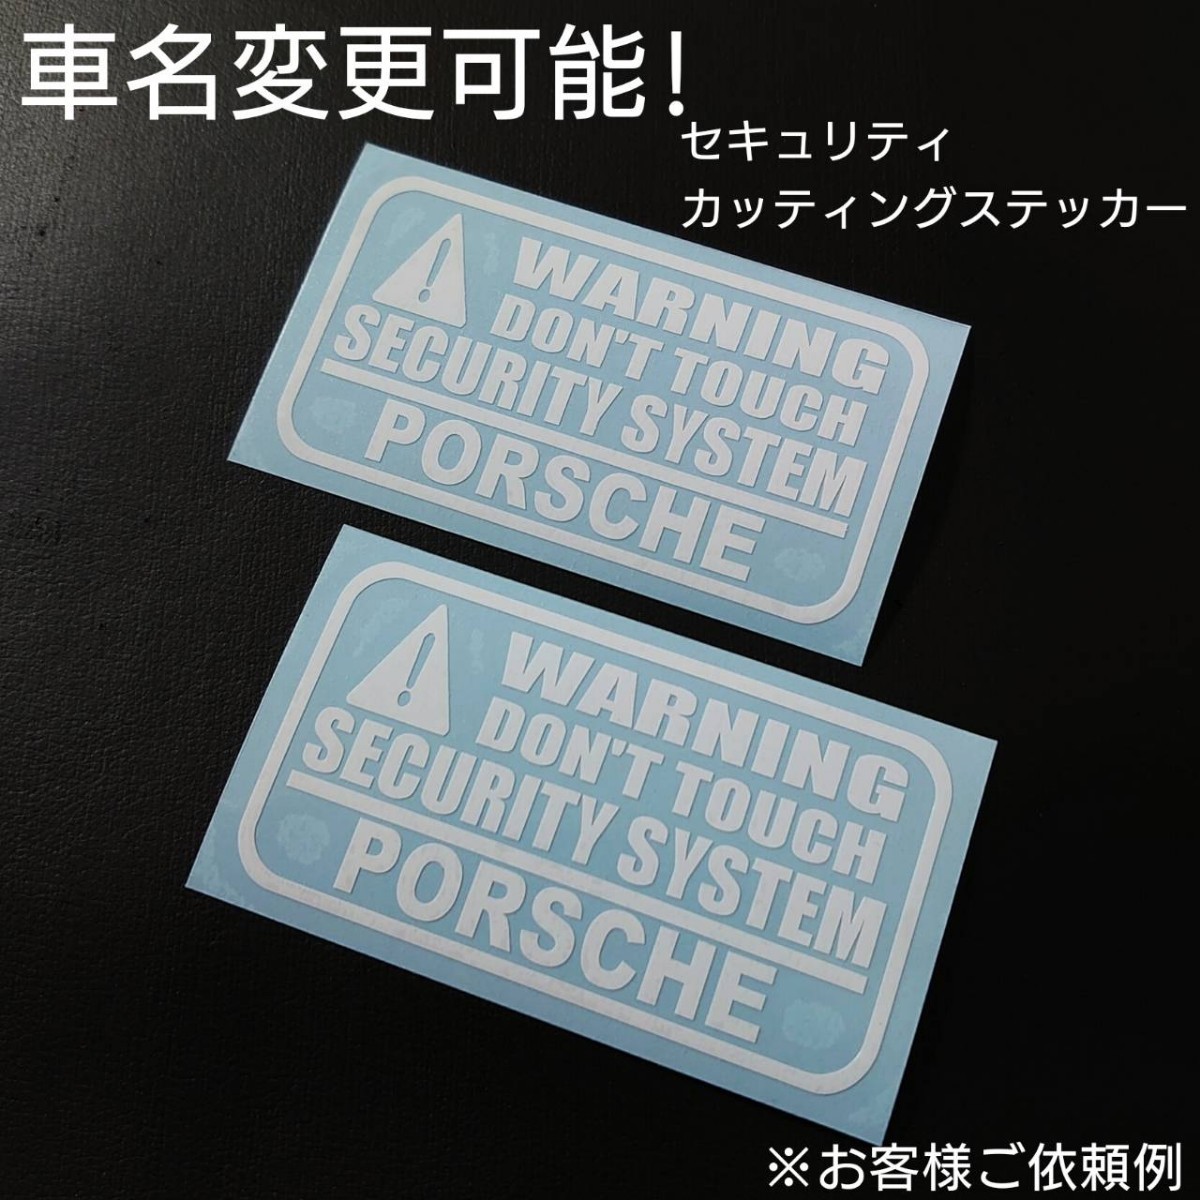 車名変更可能!
セキュリティ
カッティングステッカー
WARNING
DON'T TOUCH
SECURITY SYSTEM
PORSCHE
WARNING
DON'T TOUCH
SECURITY SYSTEM
PORSCHE
※お客様ご依頼例